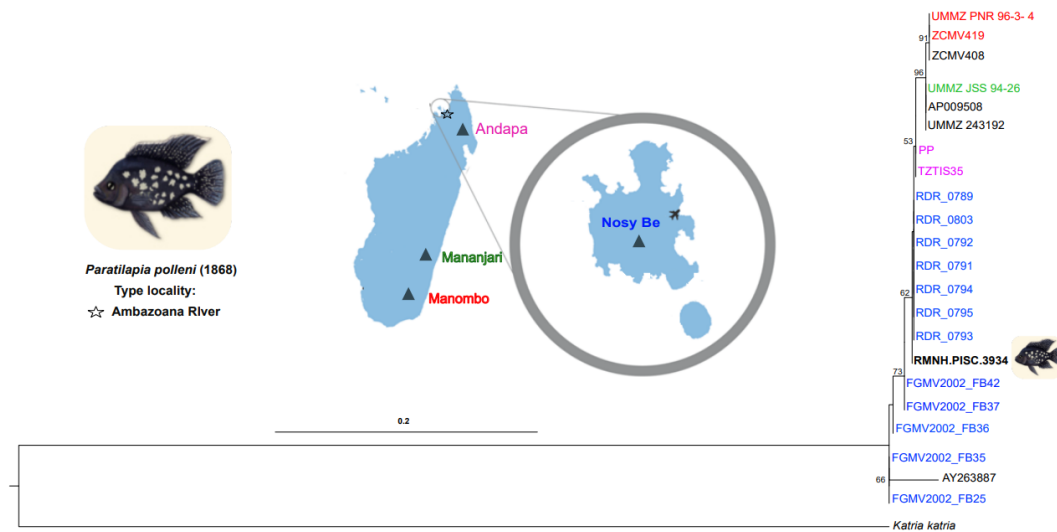 Paratilapia polleni (1868)
Type locality:
Ambazoana RIver
Andapa
Mananjari
Manombo
Nosy Be
0.2
91
96
53
62
73
66
UMMZ PNR 96-3- 4
ZCMV419
ZCMV408
UMMZ JSS 94-26
AP009508
UMMZ 243192
PP
TZTIS35
RDR_0789
RDR_0803
RDR_0792
RDR_0791
RDR_0794
RDR_0795
RDR_0793
RMNH.PISC.3934
FGMV2002_FB42
FGMV2002_FB37
FGMV2002_FB36
FGMV2002_FB35
AY263887
FGMV2002_FB25
Katria katria